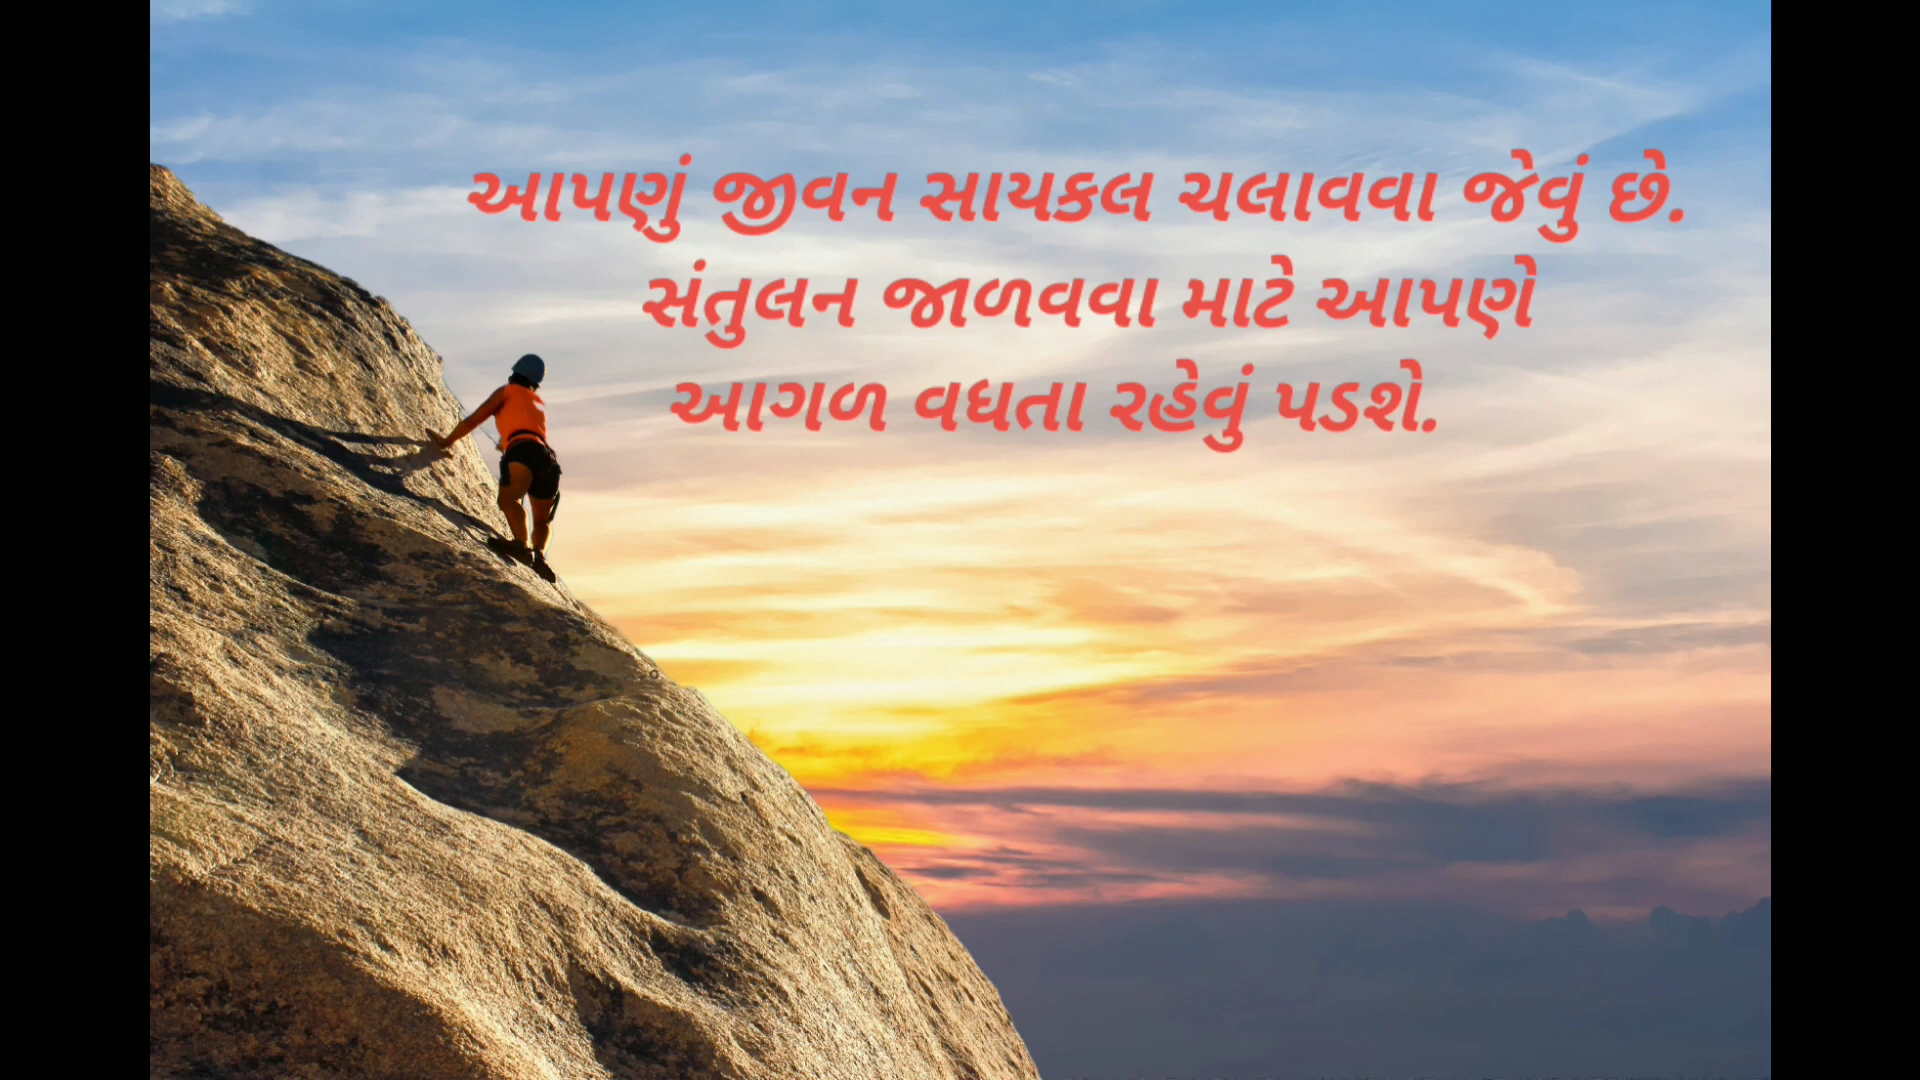 આપણું જીવન સાયકલ ચલાવવા જેવું છે.
સંતુલન જાળવવા માટે આપણે
આગળ વધતા રહેવું પડશે.